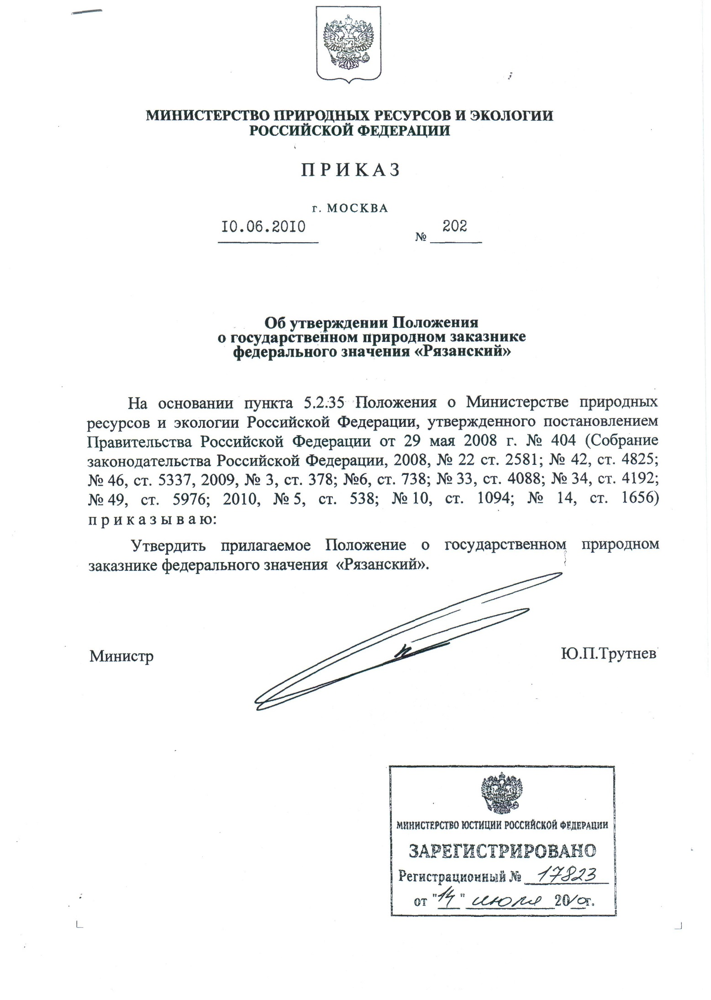 МИНИСТЕРСТВО ПРИРОДНЫХ РЕСУРСОВ И ЭКОЛОГИИ
РОССИЙСКОЙ ФЕДЕРАЦИИ
П Р И К А З
г. МОСКВА
I0.06.20I0
№ 202
Об утверждении Положения
о государственном природном заказнике
федерального значения «Рязанский»
На основании пункта 5.2.35 Положения о Министерстве природных
ресурсов и экологии Российской Федерации, утвержденного постановлением
Правительства Российской Федерации от 29 мая 2008 г. № 404 (Собрание
законодательства Российской Федерации, 2008, № 22 ст. 2581; № 42, ст. 4825;
№ 46, ст. 5337, 2009, № 3, ст. 378; №6, ст. 738; № 33, ст. 4088; № 34, ст. 4192;
№ 49, ст. 5976; 2010, № 5, ст. 538; № 10, ст. 1094; № 14, ст. 1656)
п р и к а з ы в а ю:
Утвердить прилагаемое Положение о государственном природном
заказнике федерального значения «Рязанский».
Министр
Ю.П.Трутнев
МИНИСТЕРСТВО ЮСТИЦИИ РОССИЙСКОЙ ФЕДЕРАЦИИ
ЗАРЕГИСТРИРОВАНО
Регистрационный № 17823
от "14" июля 2010г.